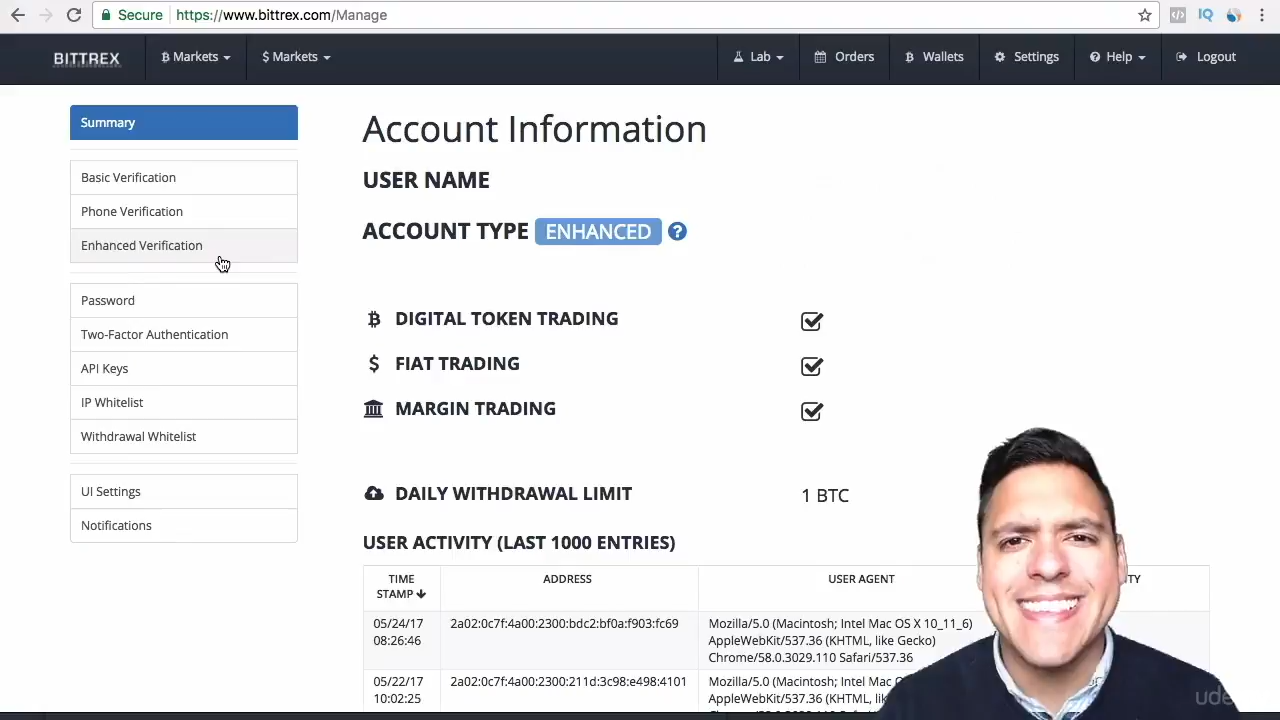 Secure https://www.bittrex.com/Manage
BITTREX
Markets
$ Markets
Lab
Orders
Wallets
Settings
Help
Logout
Summary
Basic Verification
Phone Verification
Enhanced Verification
Password
Two-Factor Authentication
API Keys
IP Whitelist
Withdrawal Whitelist
UI Settings
Notifications
Account Information
USER NAME
ACCOUNT TYPE ENHANCED ?
DIGITAL TOKEN TRADING
$ FIAT TRADING
MARGIN TRADING
DAILY WITHDRAWAL LIMIT 1 BTC
USER ACTIVITY (LAST 1000 ENTRIES)
TIME STAMP ADDRESS USER AGENT
05/24/17 2a02:0c7f:4a00:2300:bdc2:bf0a:f903:fc69 Mozilla/5.0 (Macintosh; Intel Mac OS X 10_11_6)
08:26:46 AppleWebKit/537.36 (KHTML, like Gecko)
Chrome/58.0.3029.110 Safari/537.36
05/22/17 2a02:0c7f:4a00:2300:211d:3c98:e498:4101 Mozilla/5.0 (Macintosh; Intel Mac
10:02:25 AppleWebKit/537.36 (KHTML, lik